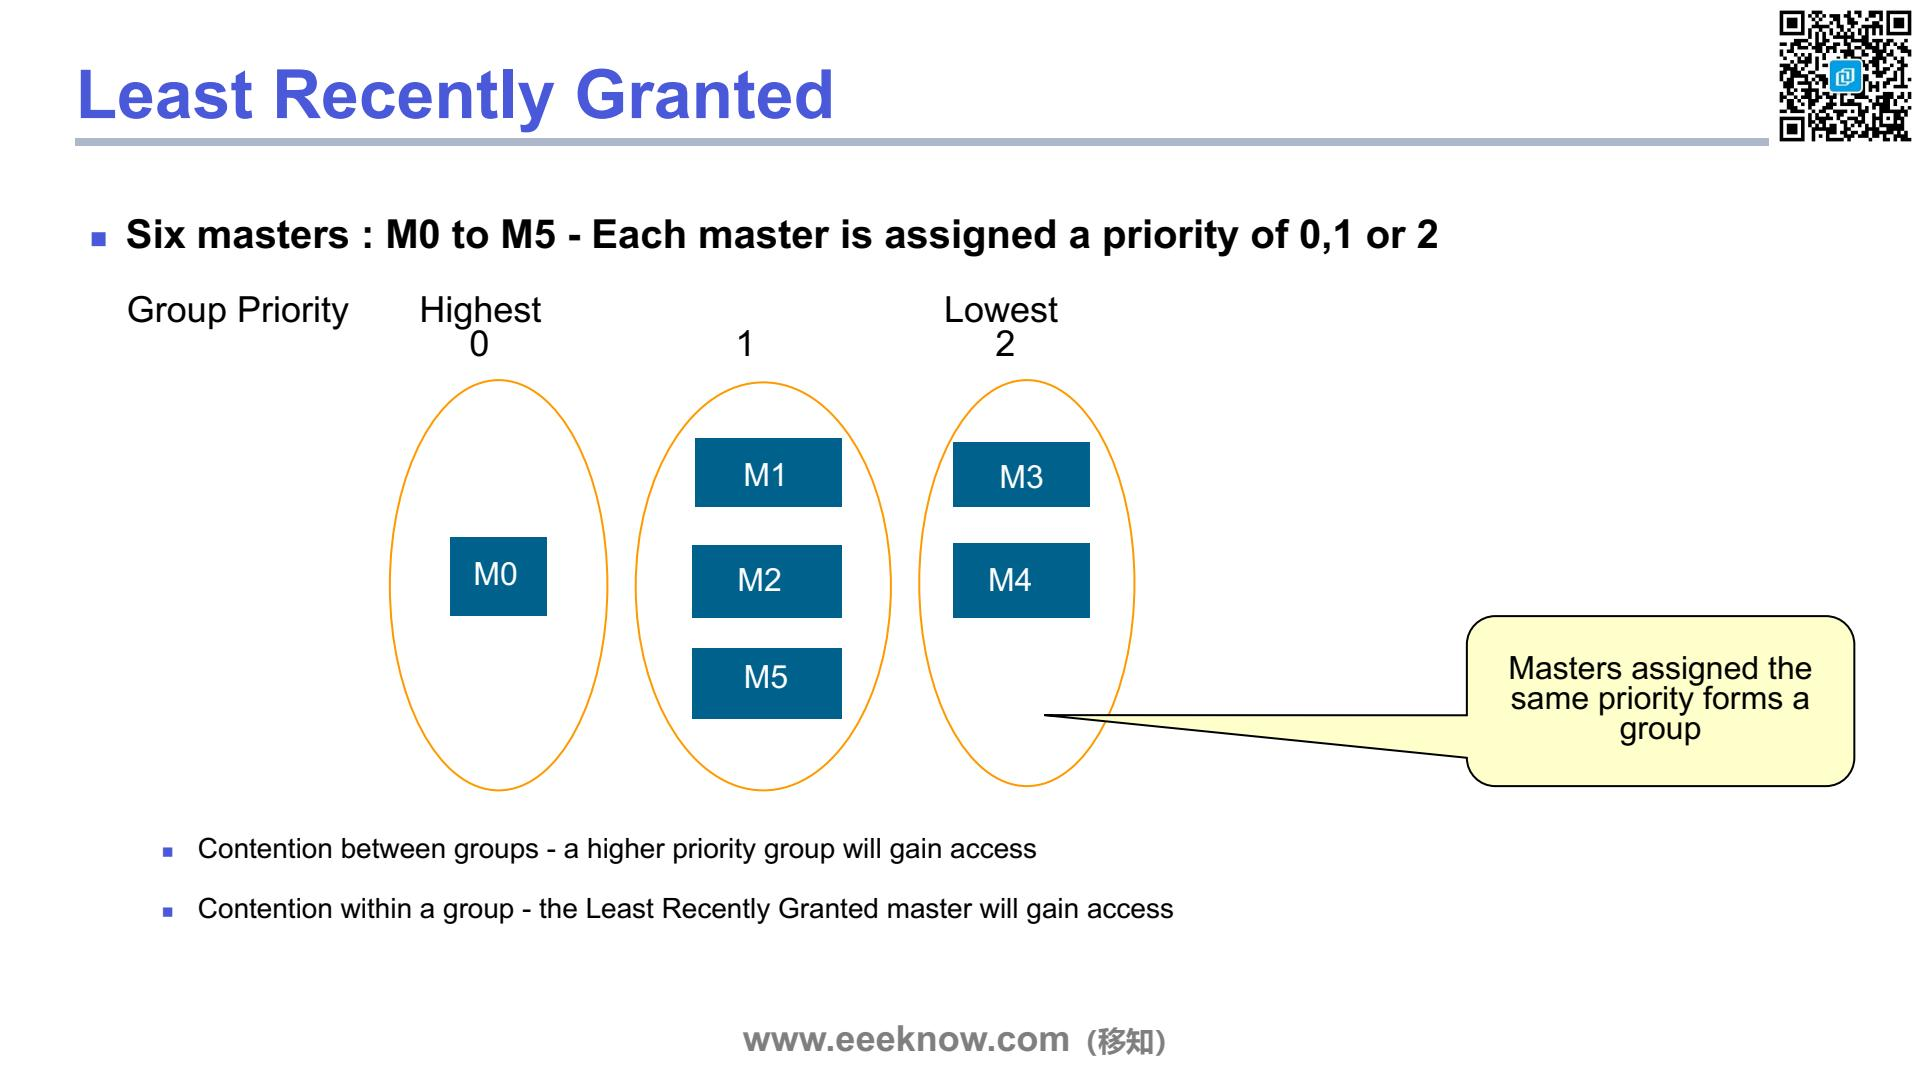 Least Recently Granted
Six masters : M0 to M5 - Each master is assigned a priority of 0,1 or 2
Group Priority Highest Lowest
0 1 2
M1 M3
M0 M2 M4
M5
Masters assigned the
same priority forms a
group
Contention between groups - a higher priority group will gain access
Contention within a group - the Least Recently Granted master will gain access
www.eeeknow.com (移知)